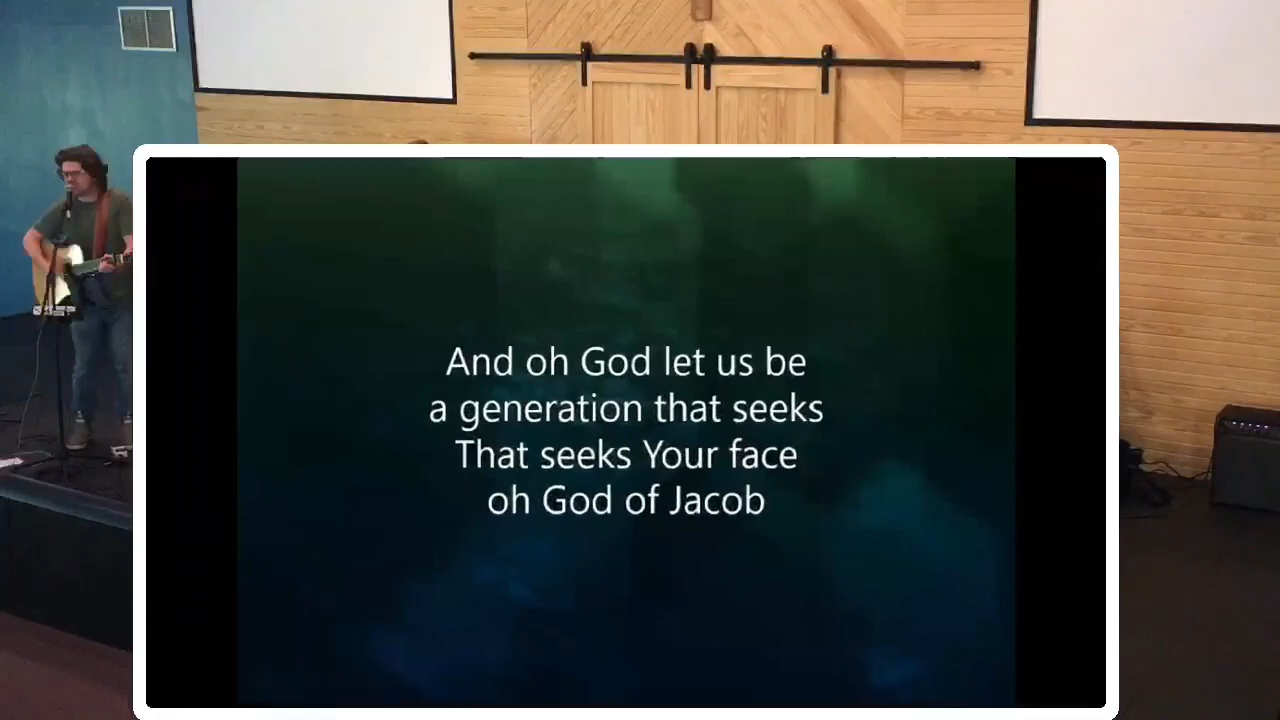 And oh God let us be
a generation that seeks
That seeks Your face
oh God of Jacob